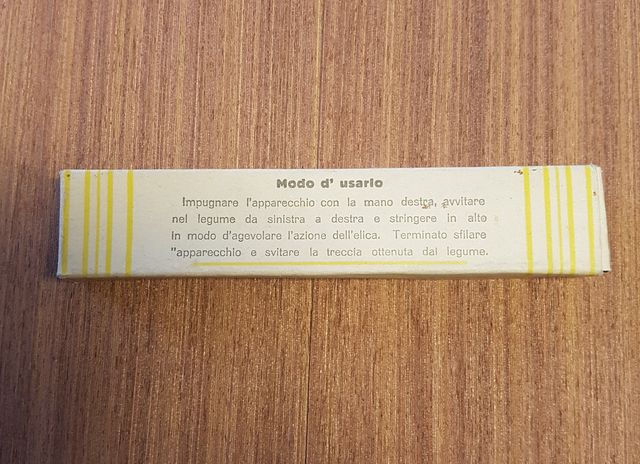 Modo d' usarlo
Impugnare l'apparecchio con la mano destra, avvitare
nel legume da sinistra a destra e stringere in alto
in modo d'agevolare l'azione dell'elica. Terminato sfilare
"apparecchio e svitare la treccia ottenuta dal legume.